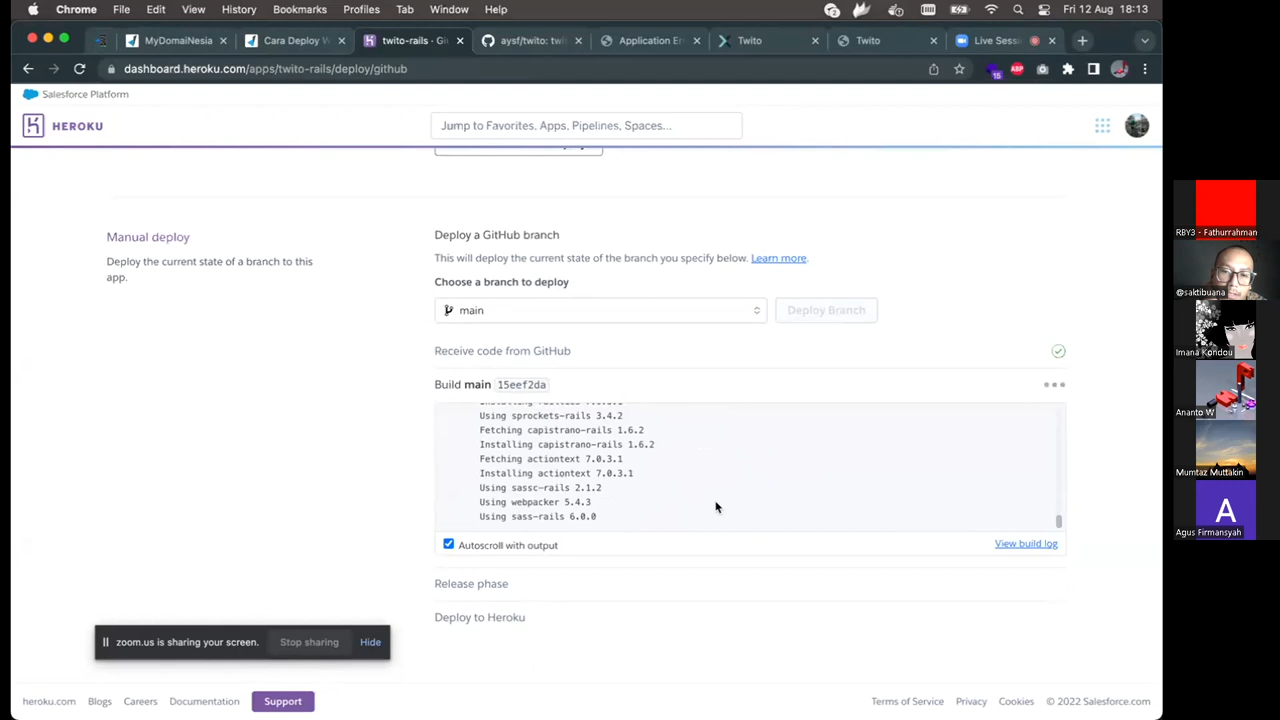 Chrome File Edit View History Bookmarks Profiles Tab Window Help Fri 12 Aug 18:13
MyDomaiNesia Cara Deploy W twito-rails · Gi aysf/twito: tw Application Err Twito Twito Live Sessi
dashboard.heroku.com/apps/twito-rails/deploy/github
15 ABP
Salesforce Platform
HEROKU
Jump to Favorites, Apps, Pipelines, Spaces...
Manual deploy
Deploy the current state of a branch to this
app.
Deploy a GitHub branch
This will deploy the current state of the branch you specify below. Learn more.
Choose a branch to deploy
main
Deploy Branch
Receive code from GitHub
Build main 15eef2da
Using sprockets-rails 3.4.2
Fetching capistrano-rails 1.6.2
Installing capistrano-rails 1.6.2
Fetching actiontext 7.0.3.1
Installing actiontext 7.0.3.1
Using sassc-rails 2.1.2
Using webpacker 5.4.3
Using sass-rails 6.0.0
Autoscroll with output
View build log
Release phase
Deploy to Heroku
zoom.us is sharing your screen. Stop sharing Hide
heroku.com Blogs Careers Documentation Support
Terms of Service Privacy Cookies © 2022 Salesforce.com
RBY3 - Fathurrahman
@saktibuana
Imana Kondou
Ananto W
Mumtaz Muttakin
A
Agus Firmansyah